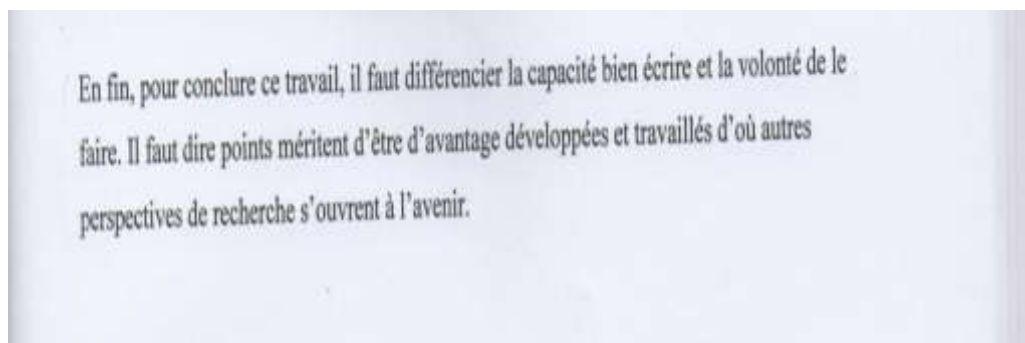 En fin, pour conclure ce travail, il faut différencier la capacité bien écrire et la volonté de le
faire. Il faut dire points méritent d'être d'avantage développées et travaillés d'où autres
perspectives de recherche s'ouvrent à l'avenir.